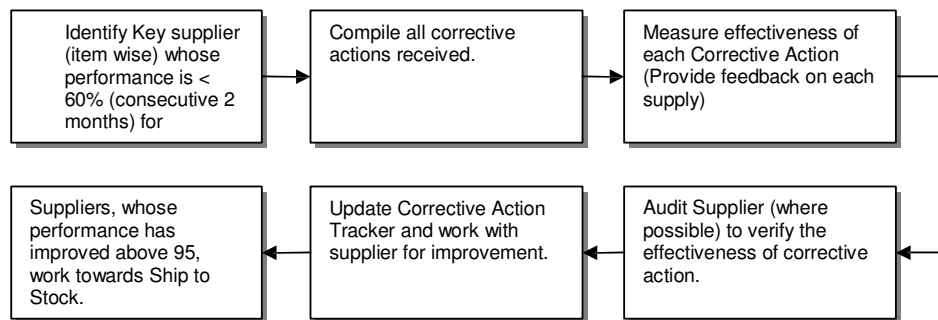 Identify Key supplier
(item wise) whose
performance is <
60% (consecutive 2
months) for
Compile all corrective
actions received.
Measure effectiveness of
each Corrective Action
(Provide feedback on each
supply)
Audit Supplier (where
possible) to verify the
effectiveness of corrective
action.
Update Corrective Action
Tracker and work with
supplier for improvement.
Suppliers, whose
performance has
improved above 95,
work towards Ship to
Stock.